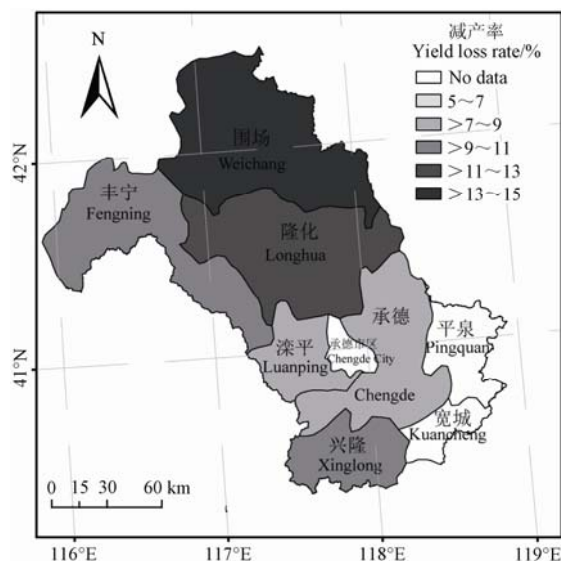 N
减产率
Yield loss rate/%
No data
5～7
>7～9
>9～11
>11～13
>13～15
围场
Weichang
42°N
丰宁
Fengning
隆化
Longhua
承德
平泉
Pingquan
滦平
Luanping
承德市区
Chengde City
41°N
Chengde
宽城
Kuancheng
兴隆
Xinglong
0 15 30 60 km
116°E 117°E 118°E 119°E